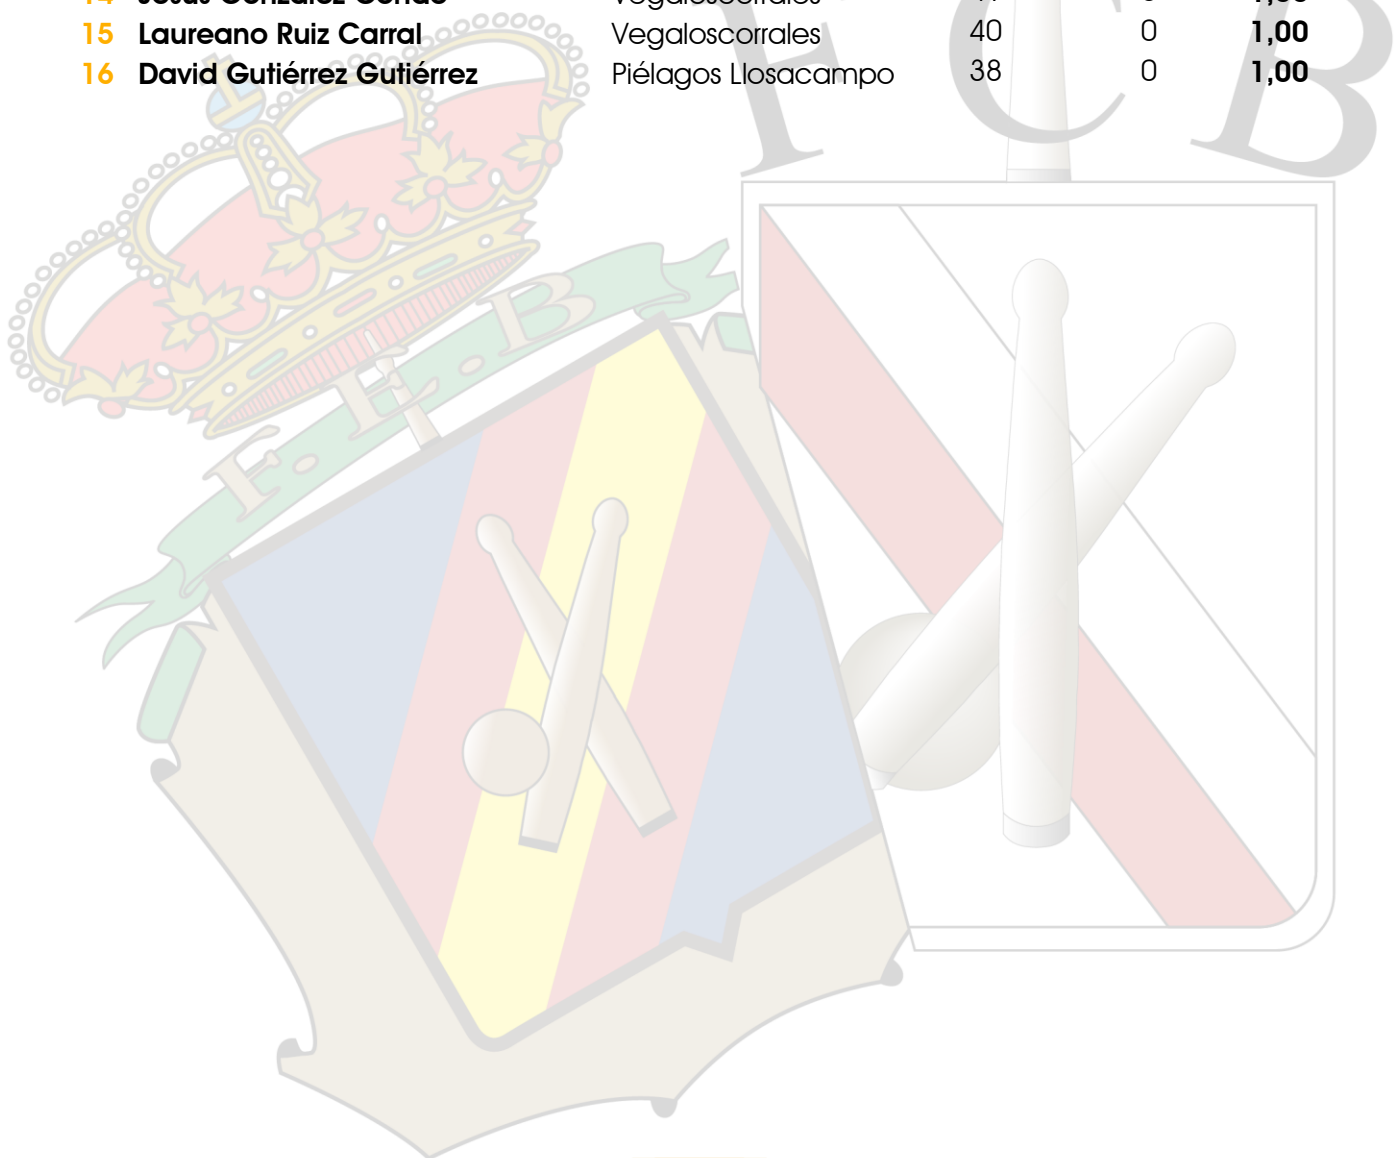 15 Laureano Ruiz Carral Vegaloscorrales 40 0 1,00
16 David Gutiérrez Gutiérrez Piélagos Llosacampo 38 0 1,00
F C B
F. E. B